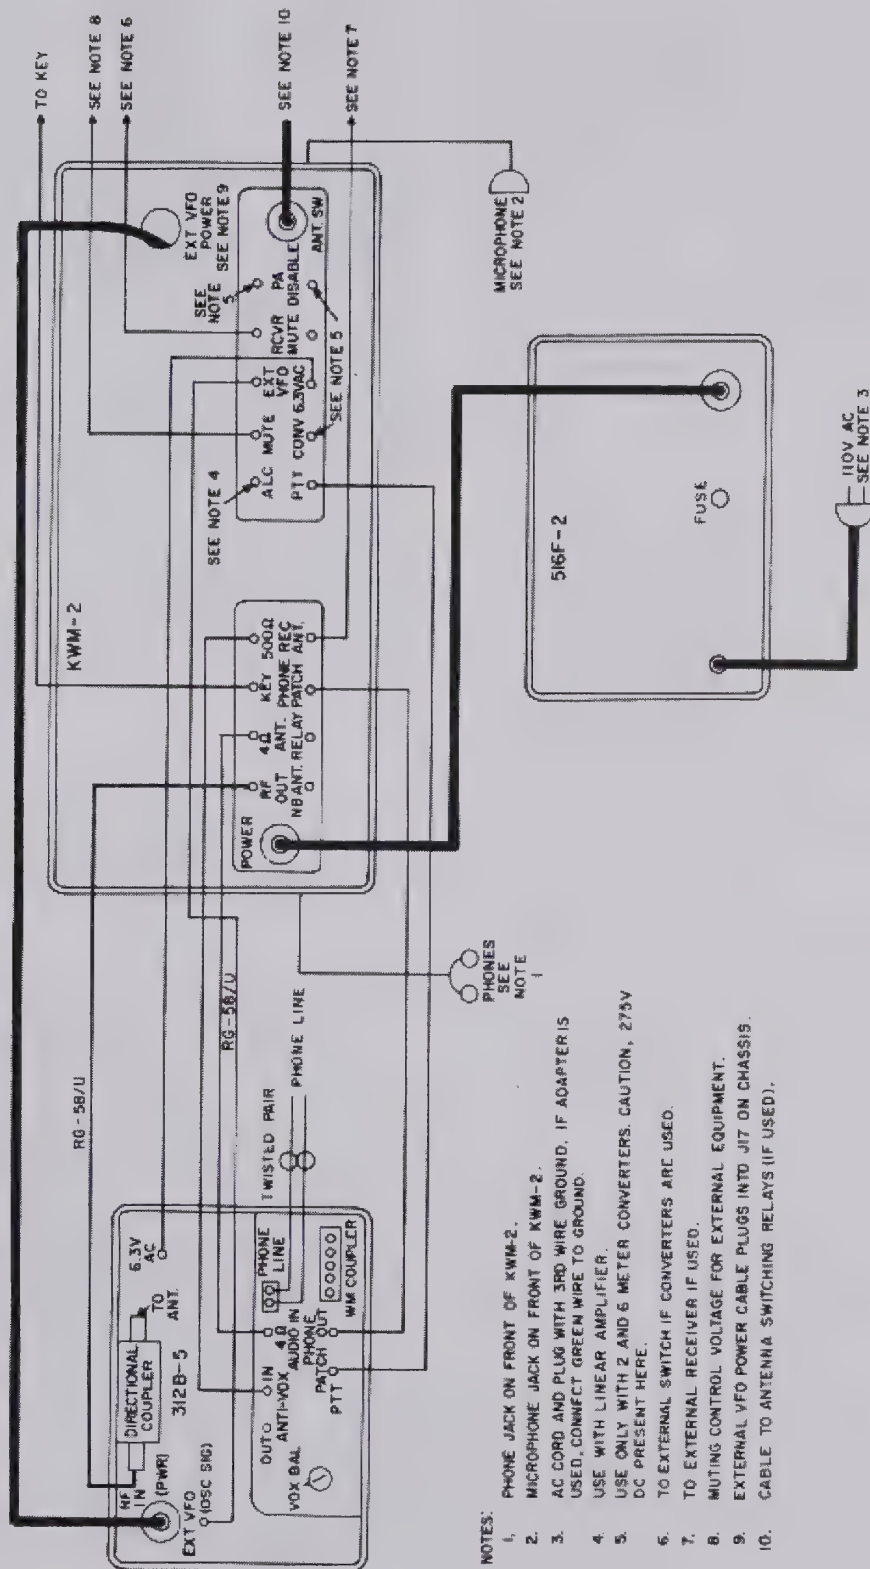 TO KEY
SEE NOTE 8
SEE NOTE 6
SEE NOTE 10
SEE NOTE 7
KWM-2
EXT VFO
POWER
SEE NOTE 9
SEE
NOTE
5
SEE NOTE 4
ALC MUTE EXT RCVR PA
VFO MUTE DISABLE
PTT CONV 6.3VAC
ANT. SW
SEE NOTE 5
POWER
RF 4Ω KEY 500Ω
OUT ANT. PHONE REC
NB ANT. RELAY PATCH ANT.
MICROPHONE
SEE NOTE 2
516F-2
FUSE
110V AC
SEE NOTE 3
PHONES
SEE
NOTE
1
RG-58/U
RG-58/U
TWISTED PAIR
PHONE LINE
RF
IN
(PWR)
EXT VFO
(OSC SIG)
DIRECTIONAL
COUPLER
TO
ANT.
312B-5
6.3V
AC
OUT
IN
ANTI-VOX
4Ω
AUDIO IN
PHONE
LINE
VOX BAL
PHONE
PATCH OUT
PTT
WM COUPLER
NOTES:
1. PHONE JACK ON FRONT OF KWM-2.
2. MICROPHONE JACK ON FRONT OF KWM-2.
3. AC CORD AND PLUG WITH 3RD WIRE GROUND. IF ADAPTER IS
USED, CONNECT GREEN WIRE TO GROUND.
4. USE WITH LINEAR AMPLIFIER.
5. USE ONLY WITH 2 AND 6 METER CONVERTERS. CAUTION, 275V
DC PRESENT HERE.
6. TO EXTERNAL SWITCH IF CONVERTERS ARE USED.
7. TO EXTERNAL RECEIVER IF USED.
8. MUTING CONTROL VOLTAGE FOR EXTERNAL EQUIPMENT.
9. EXTERNAL VFO POWER CABLE PLUGS INTO J17 ON CHASSIS.
10. CABLE TO ANTENNA SWITCHING RELAYS (IF USED).